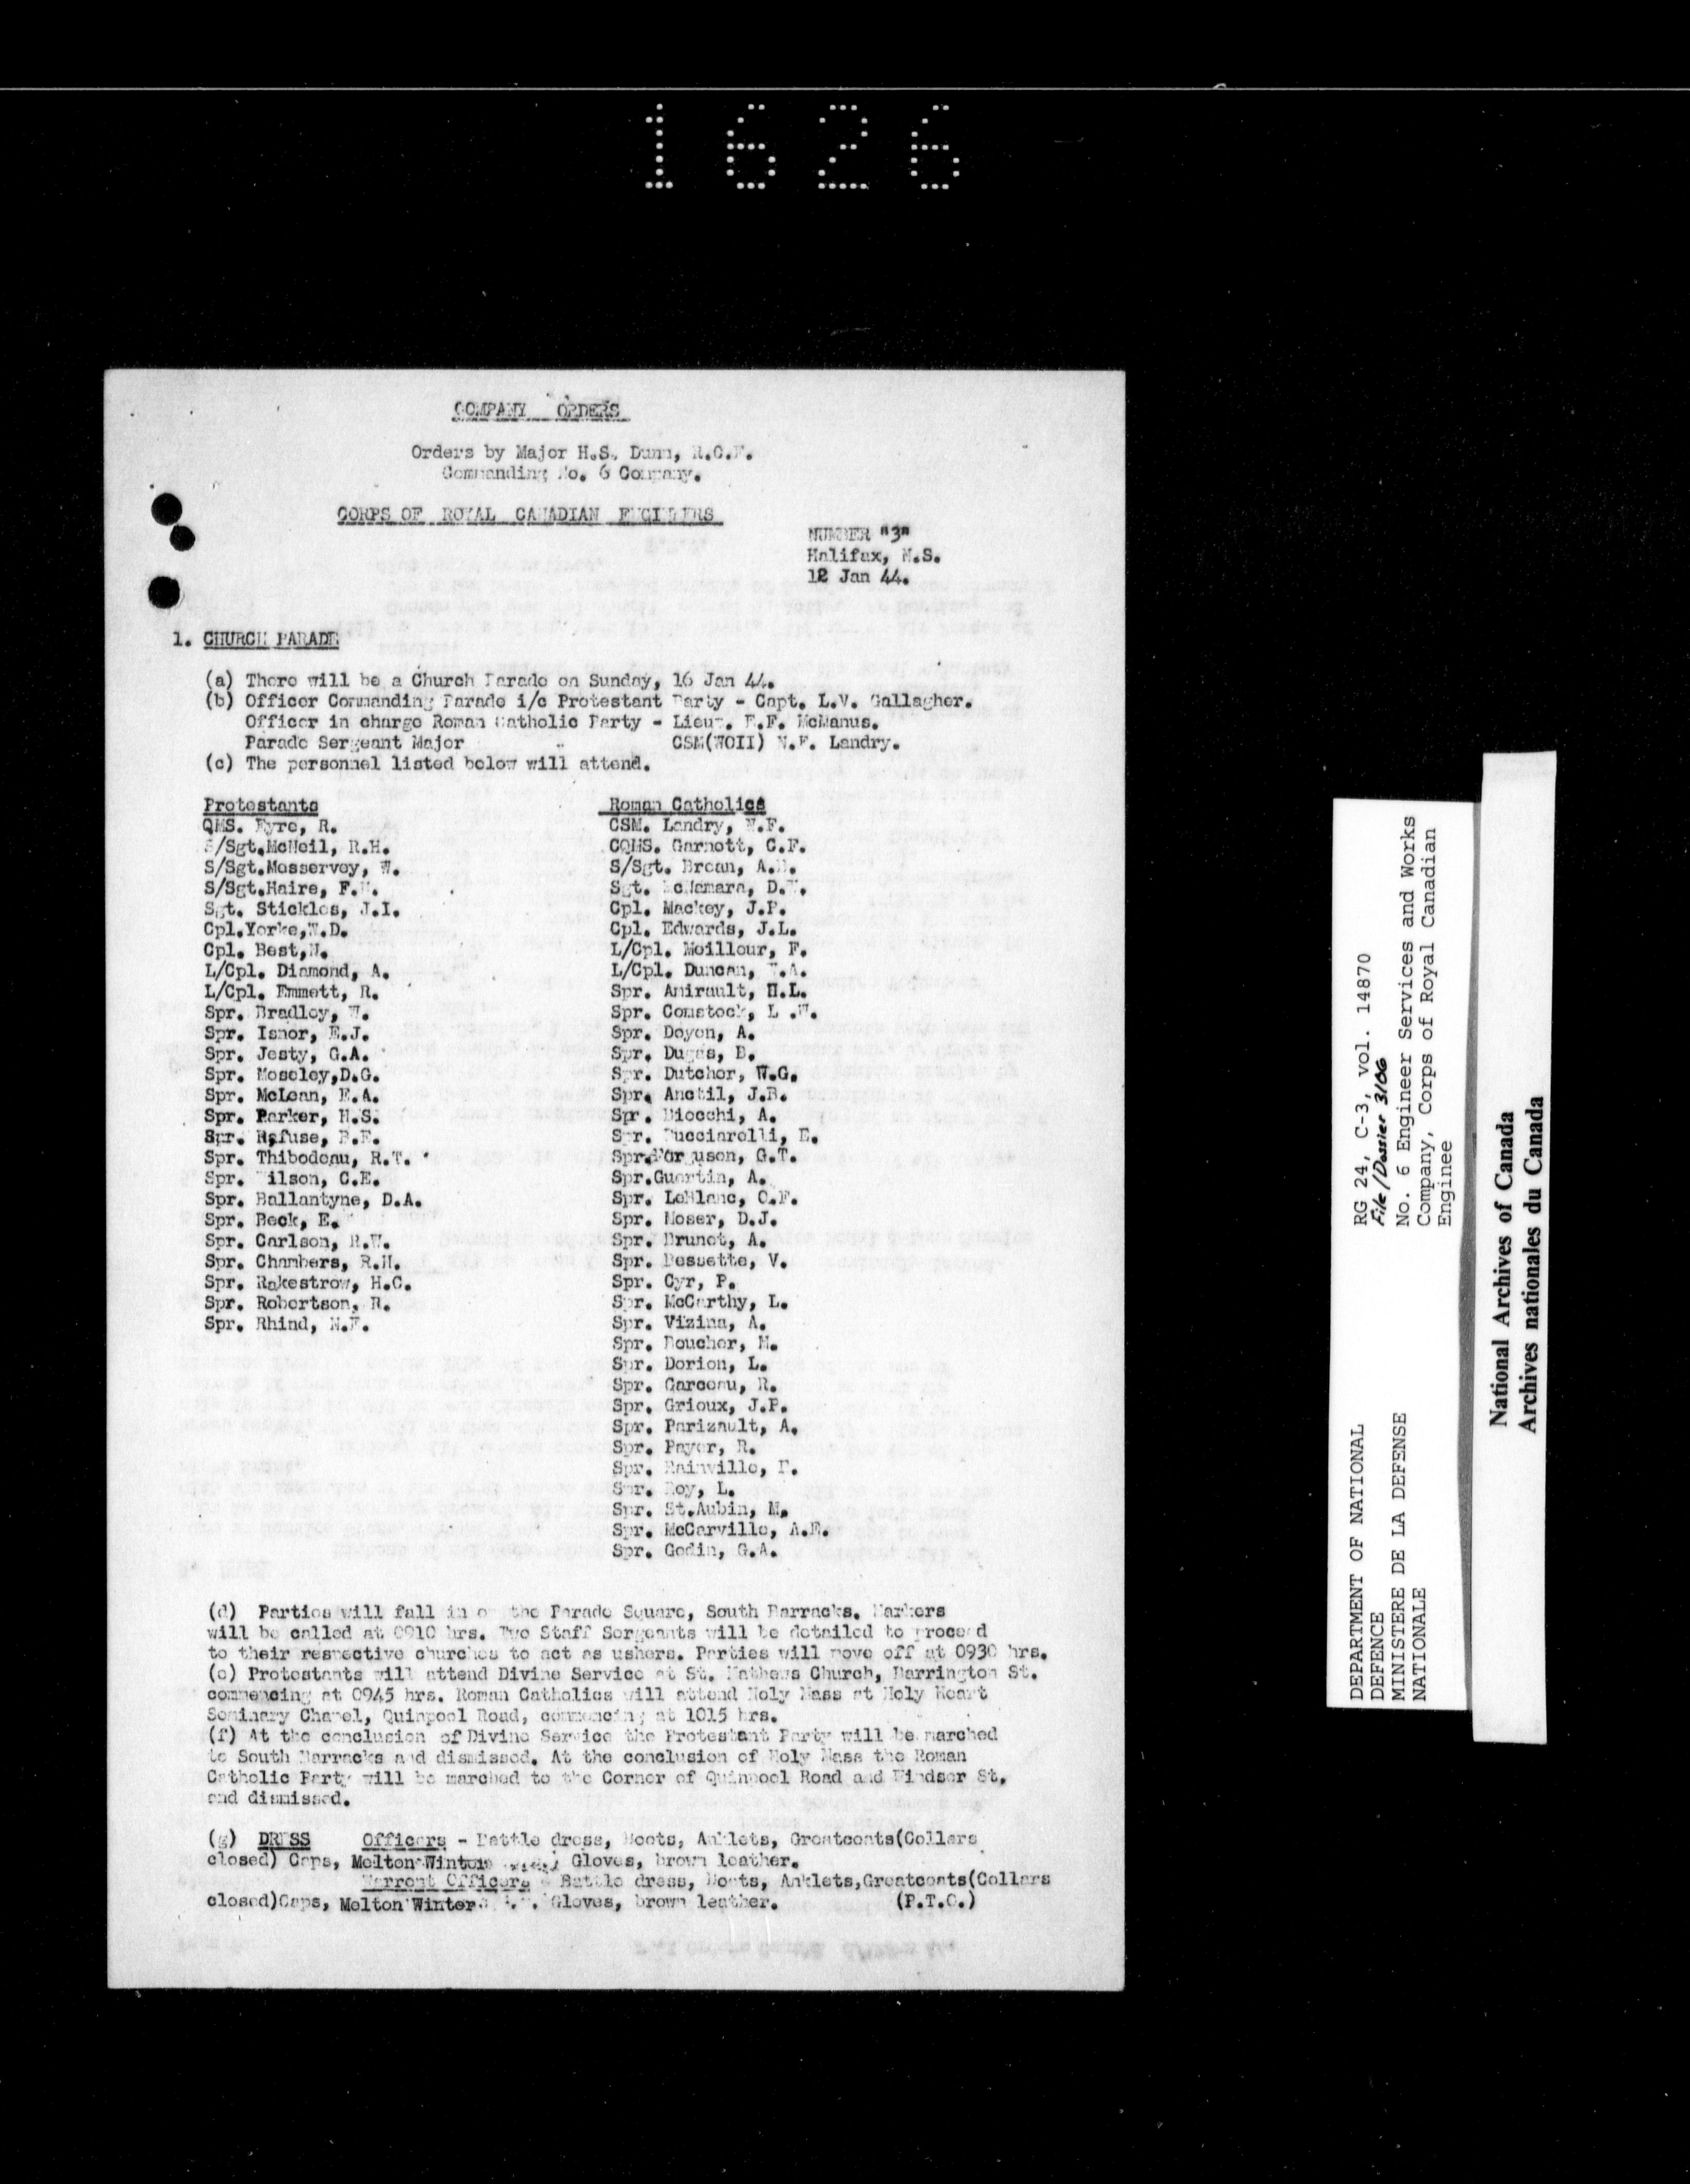 1626
COMPANY ORDERS
Orders by Major H.S. Dunn, R.C.E.
Commanding No. 6 Company.
CORPS OF ROYAL CANADIAN ENGINEERS
NUMBER "3"
Halifax, N.S.
12 Jan 44.
1. CHURCH PARADE
(a) There will be a Church Parade on Sunday, 16 Jan 44.
(b) Officer Commanding Parade i/c Protestant Party - Capt. L.V. Gallagher.
Officer in charge Roman Catholic Party - Lieut. F.F. McManus.
Parade Sergeant Major - CSM(WOII) N.F. Landry.
(c) The personnel listed below will attend.
Protestants
QMS. Eyre, R.
S/Sgt.McNeil, R.H.
S/Sgt.Messervey, W.
S/Sgt.Haire, F.
Sgt. Stickles, J.I.
Cpl.Yorke,W.D.
Cpl. Best,
L/Cpl. Diamond, A.
L/Cpl. Emmett, R.
Spr. Bradley, W.
Spr. Isnor, E.J.
Spr. Josty, G.A.
Spr. Moseley,D.G.
Spr. McLean, E.A.
Spr. Parker, H.S.
Spr. Refuse,
Spr. Thibodeau, R.T.
Spr. Wilson, C.E.
Spr. Ballantyne, D.A.
Spr. Beck, E.
Spr. Carlson, R.W.
Spr. Chambers, R.H.
Spr. Rakestrow, H.C.
Spr. Robertson, R.
Spr. Rhind,
Roman Catholics
CSM. Landry, N.F.
CQMS. Garnett, C.F.
S/Sgt. Brean,
Sgt. McNamara,
Cpl. Mackey, J.P.
Cpl. Edwards, J.L.
L/Cpl. Meillour, F.
L/Cpl. Duncan,
Spr. Amirault, H.L.
Spr. Comstock, L .W.
Spr. Doyon, A.
Spr. Dugas,
Spr. Dutcher, W.G.
Spr. Anctil, J.B.
Spr. Biocchi, A.
Spr. Pucciarelli, E.
Spr.Ferguson, G.T.
Spr.Guertin, A.
Spr. LeBlanc, C.F.
Spr. Moser, D.J.
Spr. Brunet, A.
Spr. Bessette, V.
Spr. Cyr, P.
Spr. McCarthy, L.
Spr. Vizina, A.
Spr. Boucher, M.
Spr. Dorion, L.
Spr. Garceau, R.
Spr. Grioux, J.P.
Spr. Parizault, A.
Spr. Payer, R.
Spr. Rainville,
Spr. Roy, L.
Spr. St.Aubin, M.
Spr. McCarville, A.E.
Spr. Godin, G.A.
(d) Parties will fall in on the Parade Square, South Barracks. Markers
will be called at 0910 hrs. Two Staff Sergeants will be detailed to proceed
to their respective churches to act as ushers. Parties will move off at 0930 hrs.
(e) Protestants will attend Divine Service at St. Mathews Church, Barrington St.
commencing at 0945 hrs. Roman Catholics will attend Holy Mass at Holy Heart
Seminary Chapel, Quinpool Road, commencing at 1015 hrs.
(f) At the conclusion of Divine Service the Protestant Party will be marched
to South Barracks and dismissed. At the conclusion of Holy Mass the Roman
Catholic Party will be marched to the Corner of Quinpool Road and Windsor St.
and dismissed.
(g) DRESS Officers - Battle dress, Boots, Anklets, Greatcoats(Collars
closed) Caps, Melton Winter Gloves, brown leather.
Warrant Officers - Battle dress, Boots, Anklets,Greatcoats(Collars
closed)Caps, Melton Winter Gloves, brown leather. (P.T.O.)
DEPARTMENT OF NATIONAL
DEFENCE
MINISTERE DE LA DEFENSE
NATIONALE
RG 24, C-3, vol. 14870
File/Dossier 3106
No. 6 Engineer Services and Works
Company, Corps of Royal Canadian
Enginee
National Archives of Canada
Archives nationales du Canada